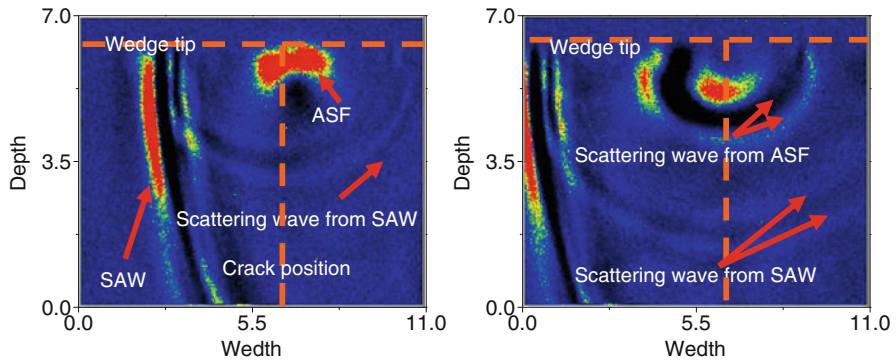 7.0
Wedge tip
ASF
Depth
3.5
Scattering wave from SAW
SAW
Crack position
0.0
0.0
5.5
11.0
Wedth
7.0
Wedge tip
Scattering wave from ASF
Depth
3.5
Scattering wave from SAW
0.0
0.0
5.5
11.0
Wedth